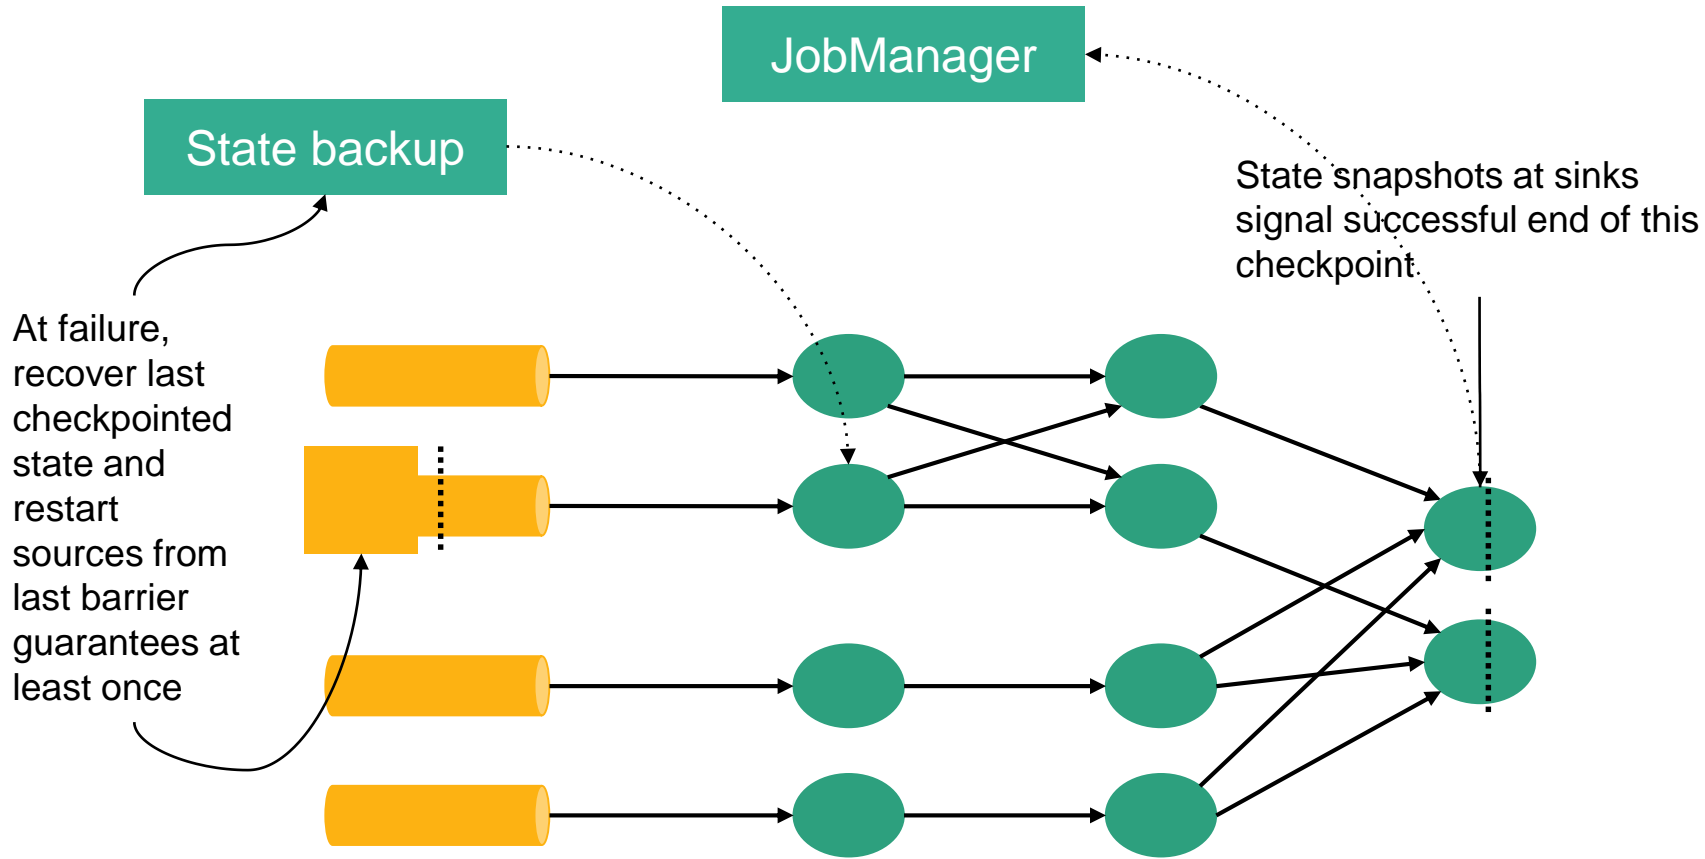 JobManager
State backup
State snapshots at sinks
signal successful end of this
checkpoint
At failure,
recover last
checkpointed
state and
restart
sources from
last barrier
guarantees at
least once